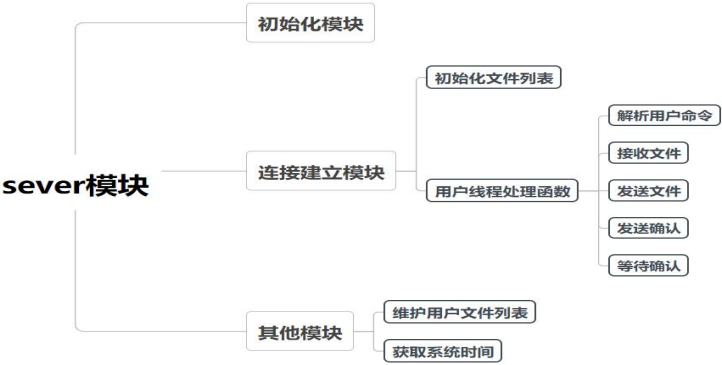 初始化模块
初始化文件列表
解析用户命令
接收文件
sever模块
连接建立模块
用户线程处理函数
发送文件
发送确认
等待确认
其他模块
维护用户文件列表
获取系统时间